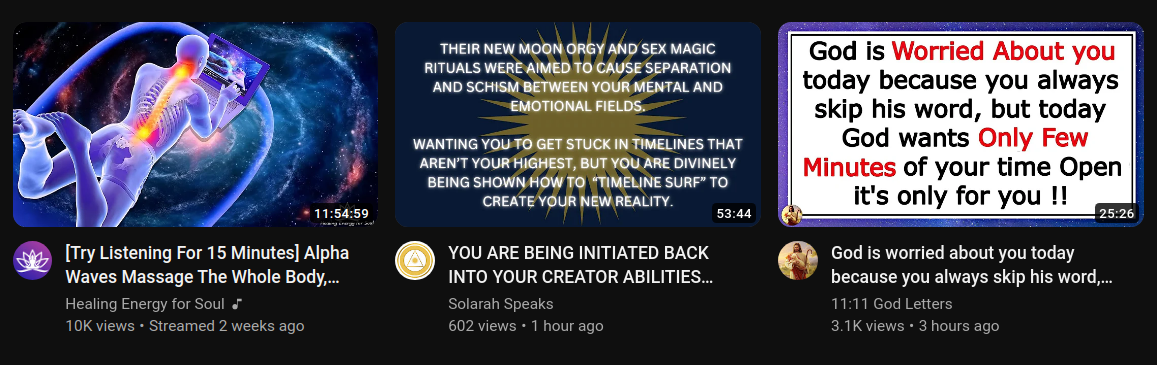 11:54:59
Healing Energy for Soul
[Try Listening For 15 Minutes] Alpha
Waves Massage The Whole Body,...
Healing Energy for Soul
10K views • Streamed 2 weeks ago
THEIR NEW MOON ORGY AND SEX MAGIC
RITUALS WERE AIMED TO CAUSE SEPARATION
AND SCHISM BETWEEN YOUR MENTAL AND
EMOTIONAL FIELDS.
WANTING YOU TO GET STUCK IN TIMELINES THAT
AREN'T YOUR HIGHEST, BUT YOU ARE DIVINELY
BEING SHOWN HOW TO "TIMELINE SURF" TO
CREATE YOUR NEW REALITY.
53:44
YOU ARE BEING INITIATED BACK
INTO YOUR CREATOR ABILITIES...
Solarah Speaks
602 views • 1 hour ago
God is Worried About you
today because you always
skip his word, but today
God wants Only Few
Minutes of your time Open
it's only for you !!
25:26
God is worried about you today
because you always skip his word,...
11:11 God Letters
3.1K views • 3 hours ago